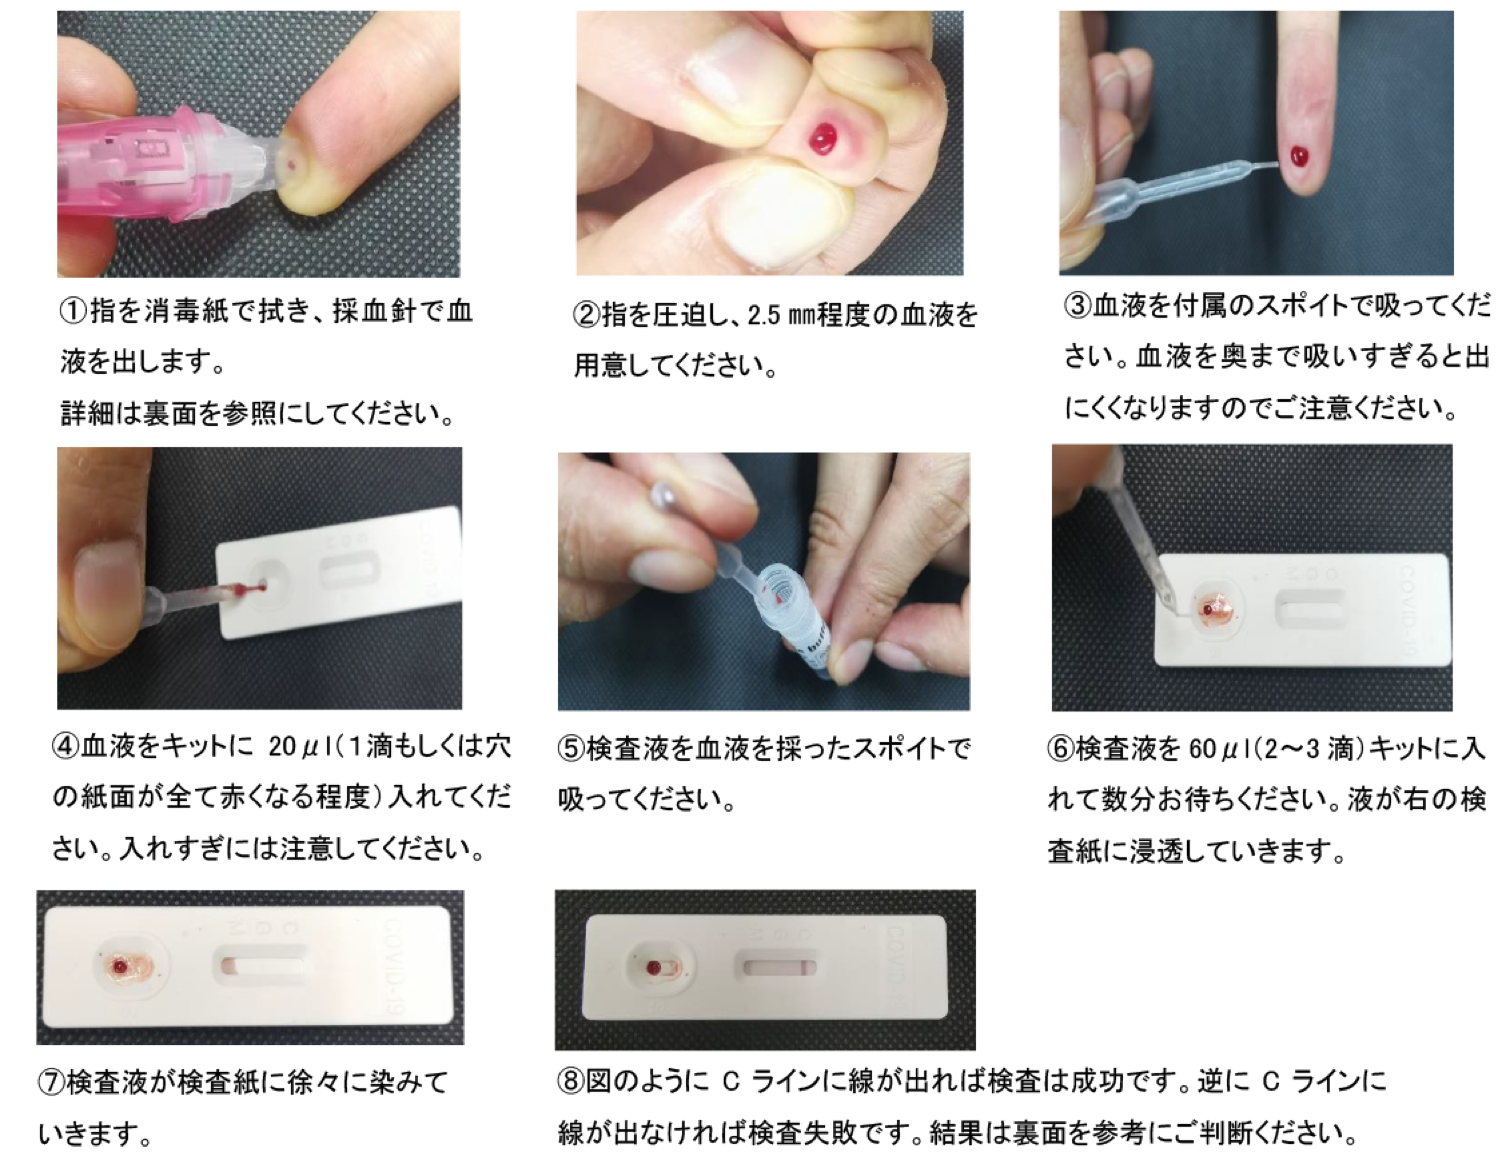 ①指を消毒紙で拭き、採血針で血
液を出します。
詳細は裏面を参照にしてください。
②指を圧迫し、2.5 ㎜程度の血液を
用意してください。
③血液を付属のスポイトで吸ってくだ
さい。血液を奥まで吸いすぎると出
にくくなりますのでご注意ください。
COVID-19
④血液をキットに 20μl(1滴もしくは穴
の紙面が全て赤くなる程度)入れてくだ
さい。入れすぎには注意してください。
⑤検査液を血液を採ったスポイトで
吸ってください。
C G M
COVID-19
⑥検査液を60μl(2～3 滴)キットに入
れて数分お待ちください。液が右の検
査紙に浸透していきます。
C G M
COVID-19
⑦検査液が検査紙に徐々に染みて
いきます。
C G M
COVID-19
⑧図のように C ラインに線が出れば検査は成功です。逆に C ラインに
線が出なければ検査失敗です。結果は裏面を参考にご判断ください。